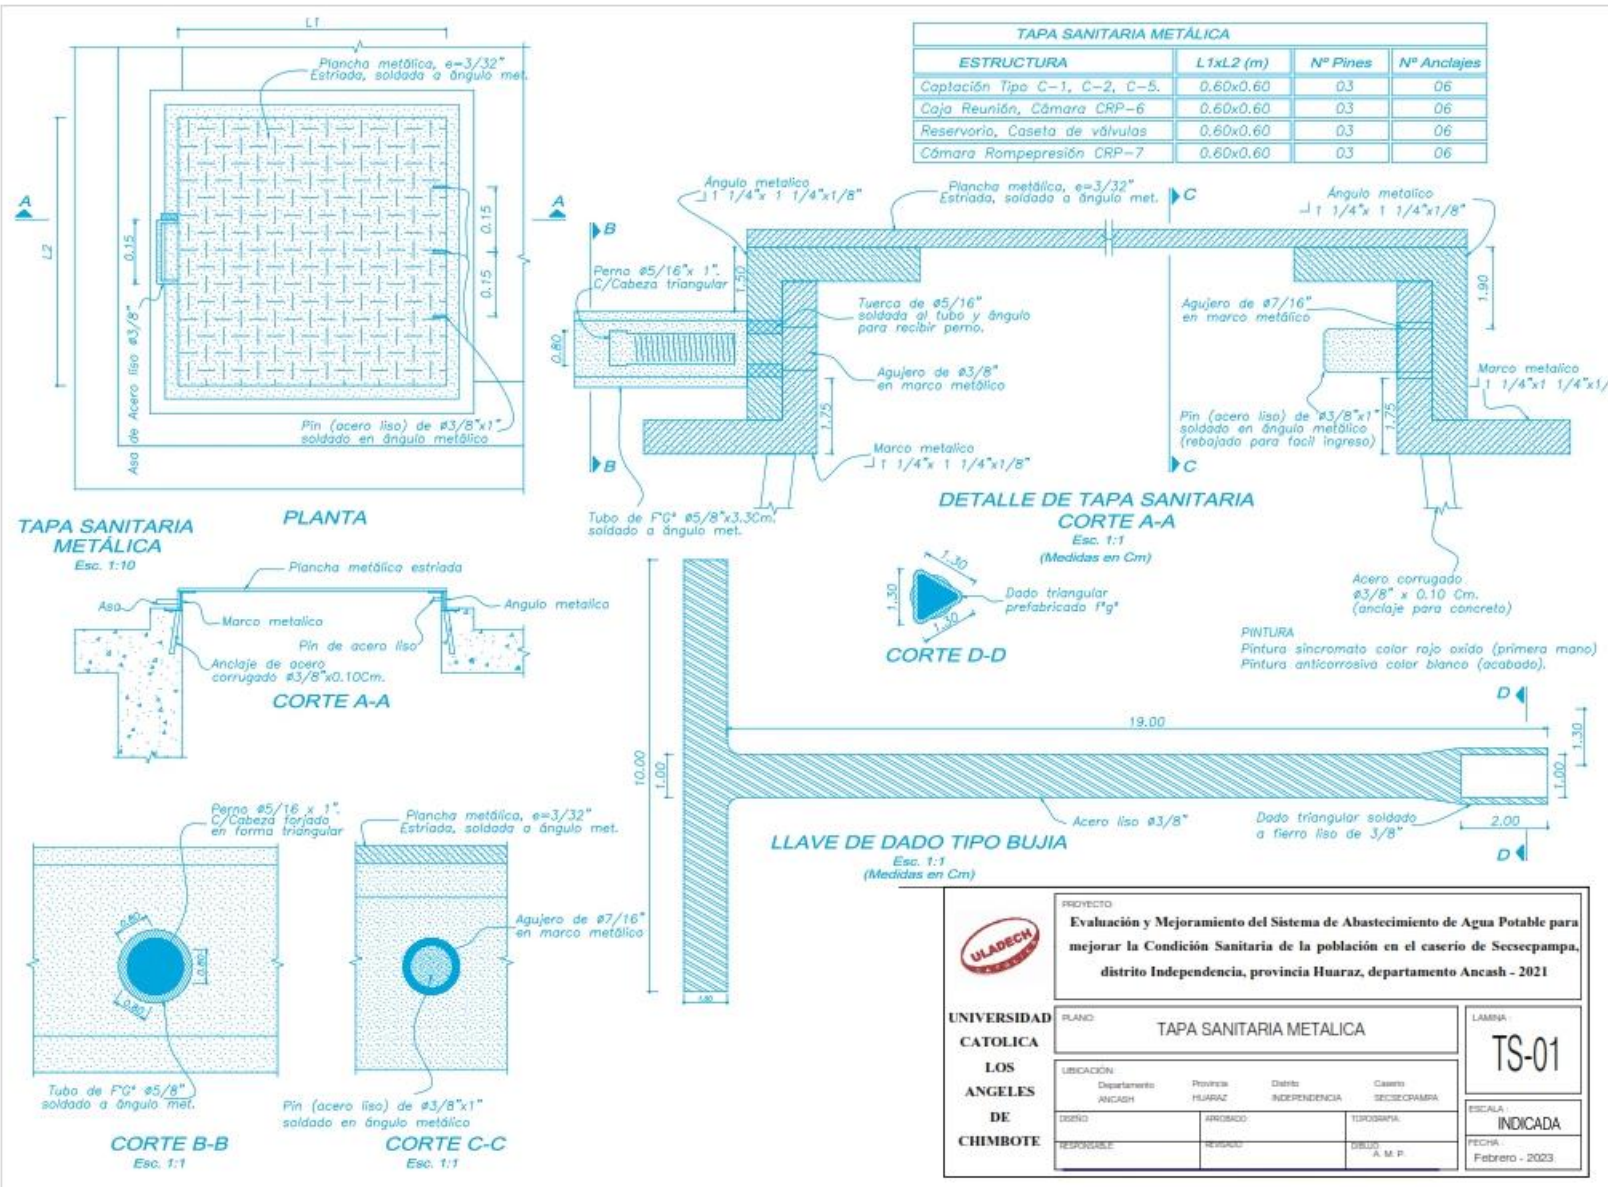 L1
Plancha metálica, e=3/32"
Estriada, soldada a ángulo met.
A
A
L2
0.15
0.15
0.15
Asa de Acero liso ø3/8"
Pin (acero liso) de ø3/8"x1"
soldado en ángulo metálico
PLANTA
TAPA SANITARIA
METÁLICA
Esc. 1:10
TAPA SANITARIA METÁLICA
ESTRUCTURA L1xL2 (m) Nº Pines Nº Anclajes
Captación Tipo C-1, C-2, C-5. 0.60x0.60 03 06
Caja Reunión, Cámara CRP-6 0.60x0.60 03 06
Reservorio, Caseta de válvulas 0.60x0.60 03 06
Cámara Rompepresión CRP-7 0.60x0.60 03 06
Ángulo metalico
1 1/4"x 1 1/4"x1/8"
Plancha metálica, e=3/32"
Estriada, soldado a ángulo met.
C
Ángulo metalico
1 1/4"x 1 1/4"x1/8"
B
Perno ø5/16"x 1".
C/Cabeza triangular
1.50
Tuerca de ø5/16"
soldada al tubo y ángulo
para recibir perno.
Agujero de ø7/16"
en marco metálico
1.90
0.80
Agujero de ø3/8"
en marco metálico
Marco metalico
1 1/4"x1 1/4"x1/
1.75
Pin (acero liso) de ø3/8"x1"
soldado en ángulo metálico
(rebajado para facil ingreso)
1.75
B
Marco metalico
1 1/4"x 1 1/4"x1/8"
C
Tubo de F°G° ø5/8"x3.3Cm.
soldado a ángulo met.
DETALLE DE TAPA SANITARIA
CORTE A-A
Esc. 1:1
(Medidas en Cm)
Acero corrugado
ø3/8" x 0.10 Cm.
(anclaje para concreto)
Plancha metálica estriada
Asa
Marco metalico
Angulo metalico
Pin de acero liso
Anclaje de acero
corrugado ø3/8"x0.10Cm.
CORTE A-A
1.30
1.30
1.30
Dado triangular
prefabricado f°g°
CORTE D-D
PINTURA
Pintura sincromato color rojo oxido (primera mano)
Pintura anticorrosiva color blanco (acabado).
D
19.00
1.30
10.00
1.00
1.00
Acero liso ø3/8"
Dado triangular soldado
a fierro liso de 3/8"
2.00
D
LLAVE DE DADO TIPO BUJIA
Esc. 1:1
(Medidas en Cm)
Perno ø5/16 x 1".
C/Cabeza forjado
en forma triangular
0.80
0.80
0.80
Tubo de F°G° ø5/8"
soldado a ángulo met.
CORTE B-B
Esc. 1:1
Plancha metálica, e=3/32"
Estriada, soldada a ángulo met.
Agujero de ø7/16"
en marco metálico
Pin (acero liso) de ø3/8"x1"
soldado en ángulo metálico
CORTE C-C
Esc. 1:1
ULADECH
CATOLICA
UNIVERSIDAD
CATOLICA
LOS
ANGELES
DE
CHIMBOTE
PROYECTO:
Evaluación y Mejoramiento del Sistema de Abastecimiento de Agua Potable para
mejorar la Condición Sanitaria de la población en el caserío de Secsecpampa,
distrito Independencia, provincia Huaraz, departamento Ancash - 2021
PLANO:
TAPA SANITARIA METALICA
LAMINA :
TS-01
UBICACIÓN:
Departamento Provincia Distrito Caserio
ANCASH HUARAZ INDEPENDENCIA SECSECPAMPA
DISEÑO: APROBADO: TOPOGRAFIA:
RESPONSABLE: REVISADO: DIBUJO:
A. M. P.
ESCALA :
INDICADA
FECHA :
Febrero - 2023